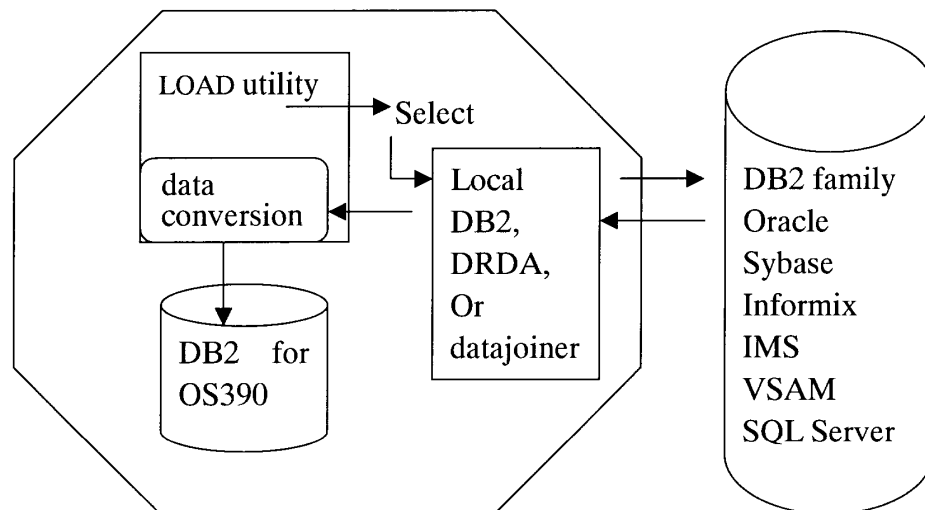 LOAD utility
Select
data
conversion
Local
DB2,
DRDA,
Or
datajoiner
DB2 for
OS390
DB2 family
Oracle
Sybase
Informix
IMS
VSAM
SQL Server